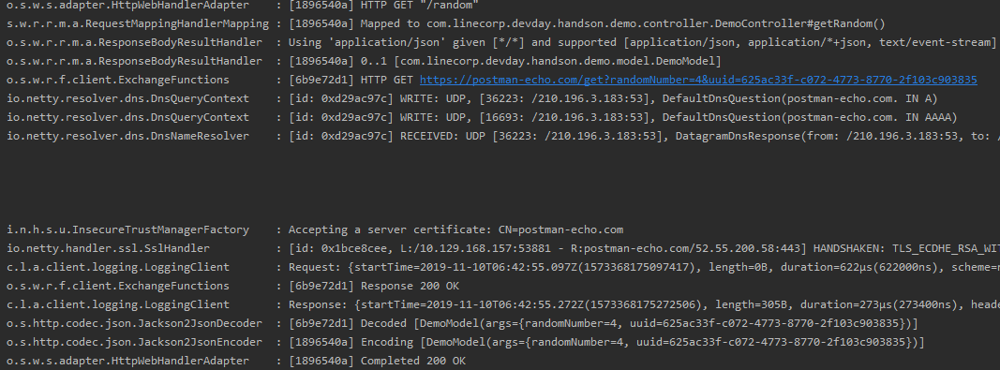 o.s.w.s.adapter.HttpWebHandlerAdapter : [1896540a] HTTP GET "/random"
s.w.r.r.m.a.RequestMappingHandlerMapping : [1896540a] Mapped to com.linecorp.devday.handson.demo.controller.DemoController#getRandom()
o.s.w.r.r.m.a.ResponseBodyResultHandler : Using 'application/json' given [*/*] and supported [application/json, application/*+json, text/event-stream]
o.s.w.r.r.m.a.ResponseBodyResultHandler : [1896540a] 0..1 [com.linecorp.devday.handson.demo.model.DemoModel]
o.s.w.r.f.client.ExchangeFunctions : [6b9e72d1] HTTP GET https://postman-echo.com/get?randomNumber=4&uuid=625ac33f-c072-4773-8770-2f103c903835
io.netty.resolver.dns.DnsQueryContext : [id: 0xd29ac97c] WRITE: UDP, [36223: /210.196.3.183:53], DefaultDnsQuestion(postman-echo.com. IN A)
io.netty.resolver.dns.DnsQueryContext : [id: 0xd29ac97c] WRITE: UDP, [16693: /210.196.3.183:53], DefaultDnsQuestion(postman-echo.com. IN AAAA)
io.netty.resolver.dns.DnsNameResolver : [id: 0xd29ac97c] RECEIVED: UDP [36223: /210.196.3.183:53], DatagramDnsResponse(from: /210.196.3.183:53, to: /
i.n.h.s.u.InsecureTrustManagerFactory : Accepting a server certificate: CN=postman-echo.com
io.netty.handler.ssl.SslHandler : [id: 0x1bce8cee, L:/10.129.168.157:53881 - R:postman-echo.com/52.55.200.58:443] HANDSHAKEN: TLS_ECDHE_RSA_WIT
c.l.a.client.logging.LoggingClient : Request: {startTime=2019-11-10T06:42:55.097Z(1573368175097417), length=0B, duration=622µs(622000ns), scheme=n
o.s.w.r.f.client.ExchangeFunctions : [6b9e72d1] Response 200 OK
c.l.a.client.logging.LoggingClient : Response: {startTime=2019-11-10T06:42:55.272Z(1573368175272506), length=305B, duration=273µs(273400ns), heade
o.s.http.codec.json.Jackson2JsonDecoder : [6b9e72d1] Decoded [DemoModel(args={randomNumber=4, uuid=625ac33f-c072-4773-8770-2f103c903835})]
o.s.http.codec.json.Jackson2JsonEncoder : [1896540a] Encoding [DemoModel(args={randomNumber=4, uuid=625ac33f-c072-4773-8770-2f103c903835})]
o.s.w.s.adapter.HttpWebHandlerAdapter : [1896540a] Completed 200 OK